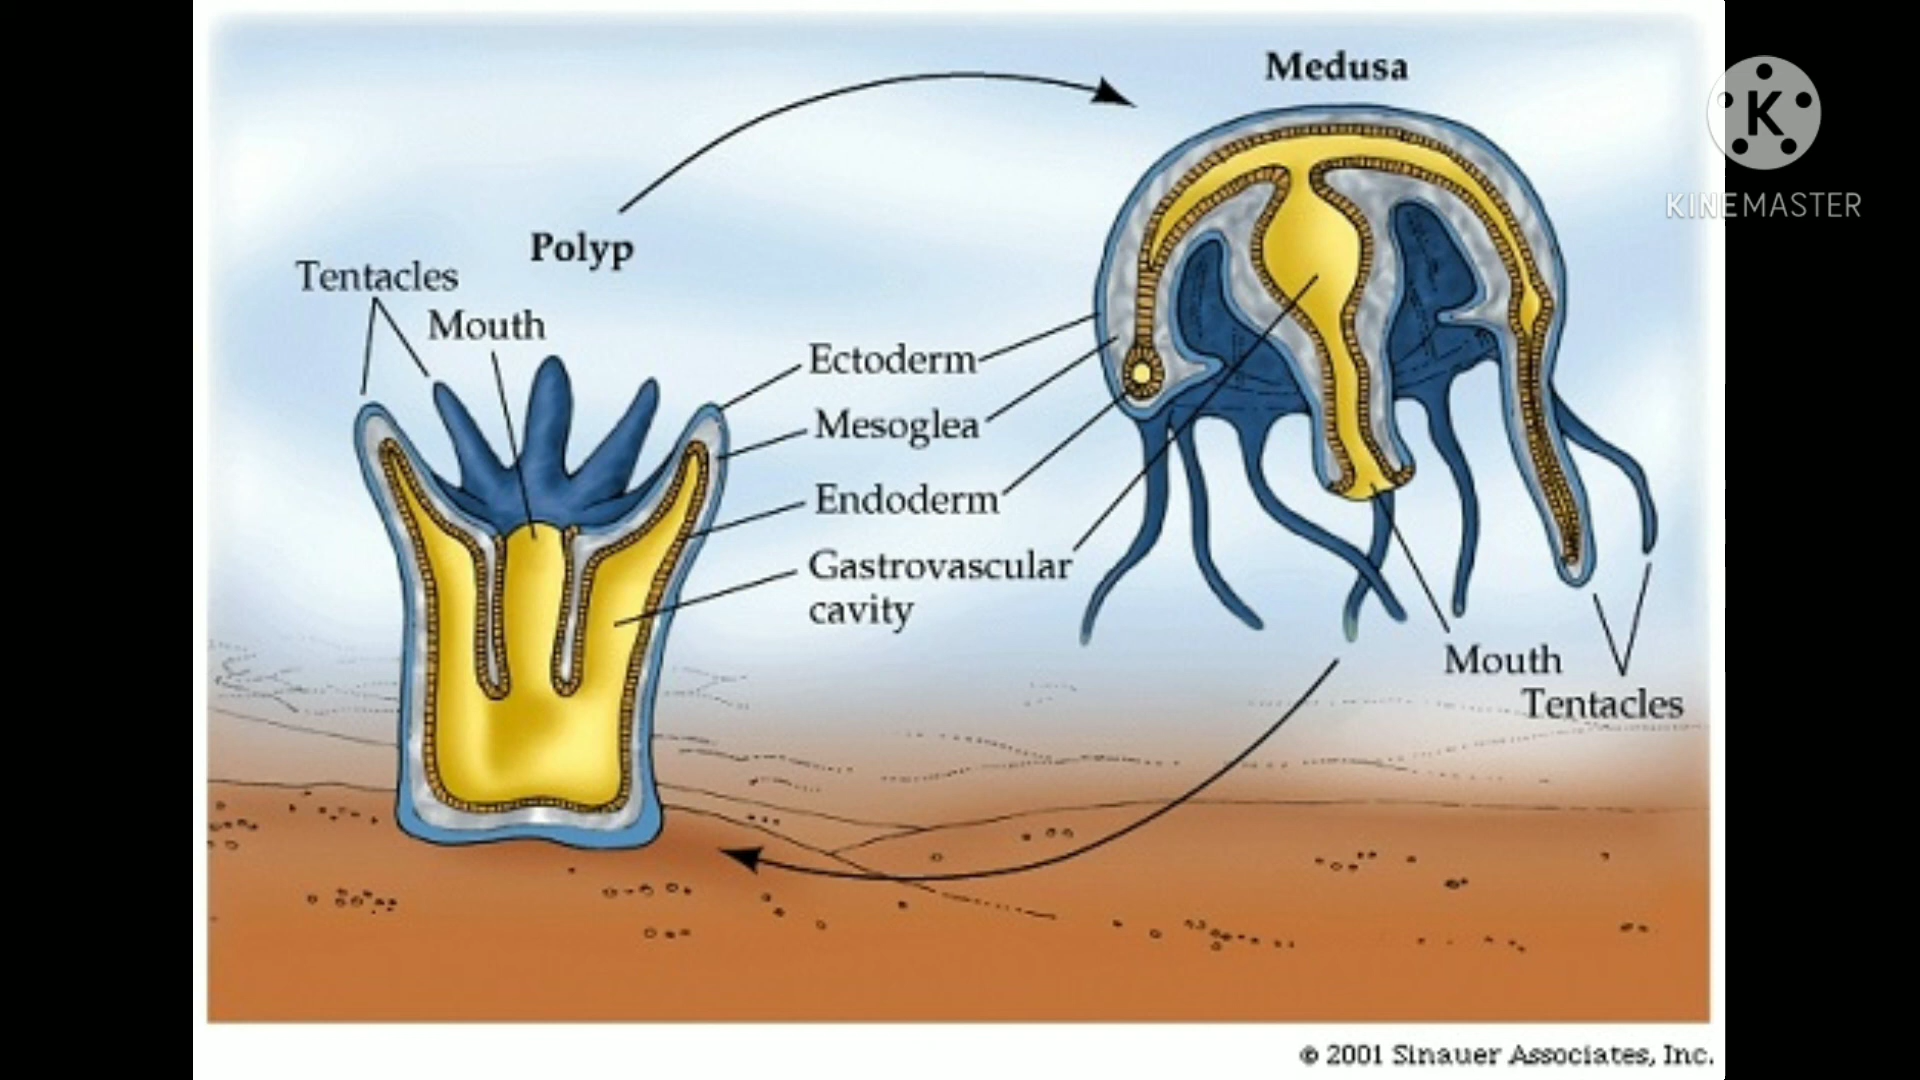 Medusa
K
KINEMASTER
Polyp
Tentacles
Mouth
Ectoderm
Mesoglea
Endoderm
Gastrovascular
cavity
Mouth
Tentacles
© 2001 Sinauer Associates, Inc.